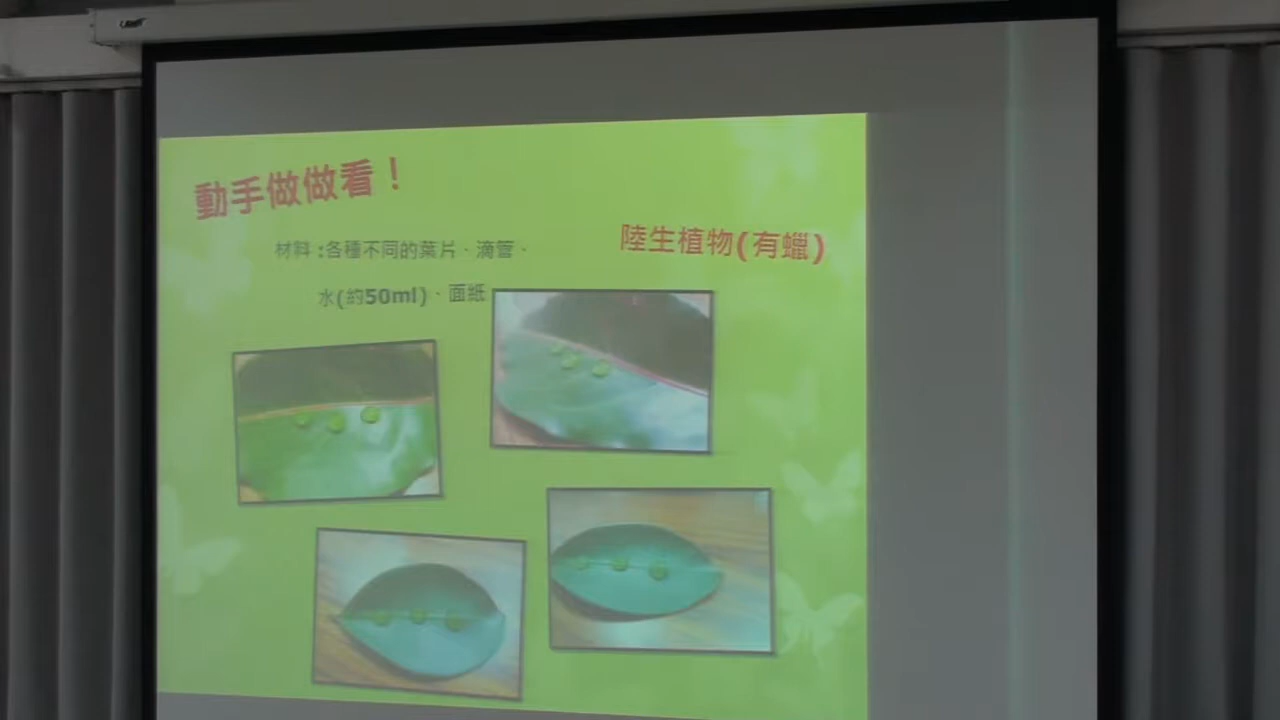 動手做做看！
材料:各種不同的葉片、滴管、
水(約50ml)、面紙
陸生植物(有蠟)